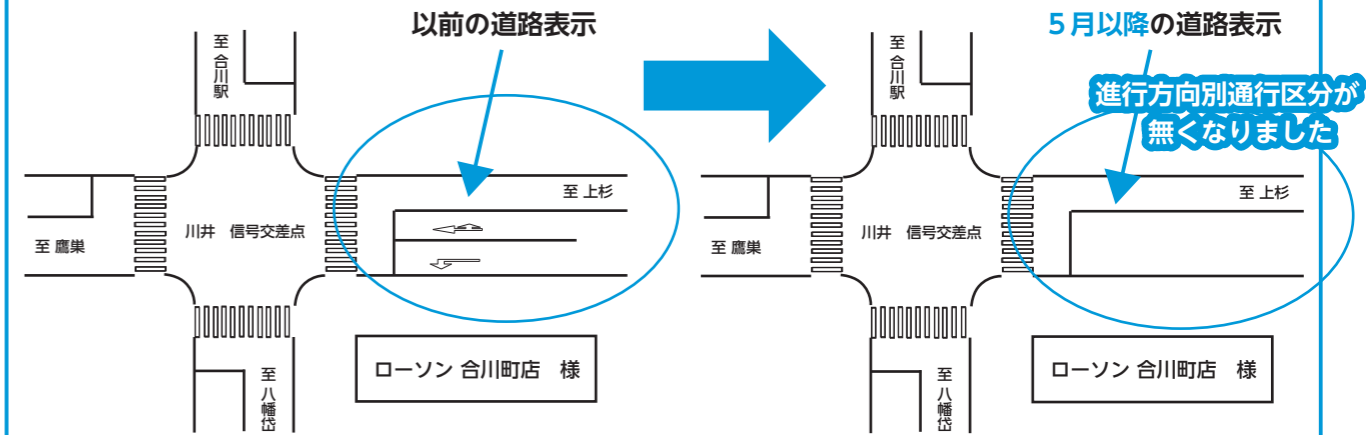 以前の道路表示
至 合川駅
至 上杉
川井　信号交差点
至 鷹巣
ローソン 合川町店　様
至 八幡岱
５月以降の道路表示
進行方向別通行区分が
無くなりました
至 合川駅
至 上杉
川井　信号交差点
至 鷹巣
ローソン 合川町店　様
至 八幡岱